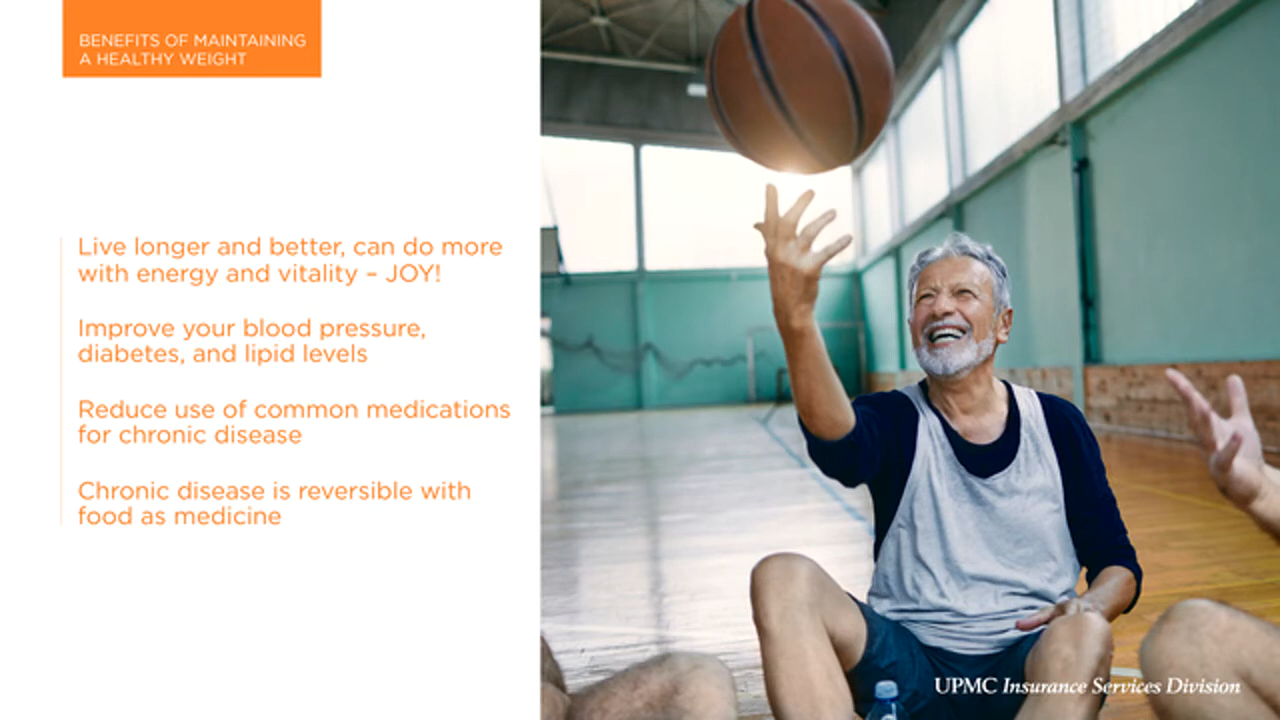 BENEFITS OF MAINTAINING
A HEALTHY WEIGHT
Live longer and better, can do more
with energy and vitality – JOY!
Improve your blood pressure,
diabetes, and lipid levels
Reduce use of common medications
for chronic disease
Chronic disease is reversible with
food as medicine
UPMC Insurance Services Division